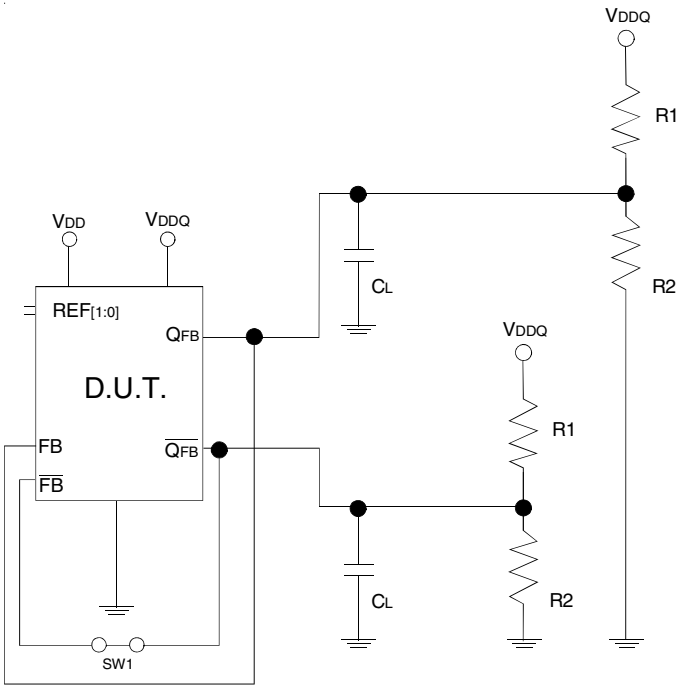 VDDQ
R1
R2
CL
VDD
VDDQ
REF[1:0]
QFB
D.U.T.
FB
FB
QFB
VDDQ
R1
R2
CL
SW1